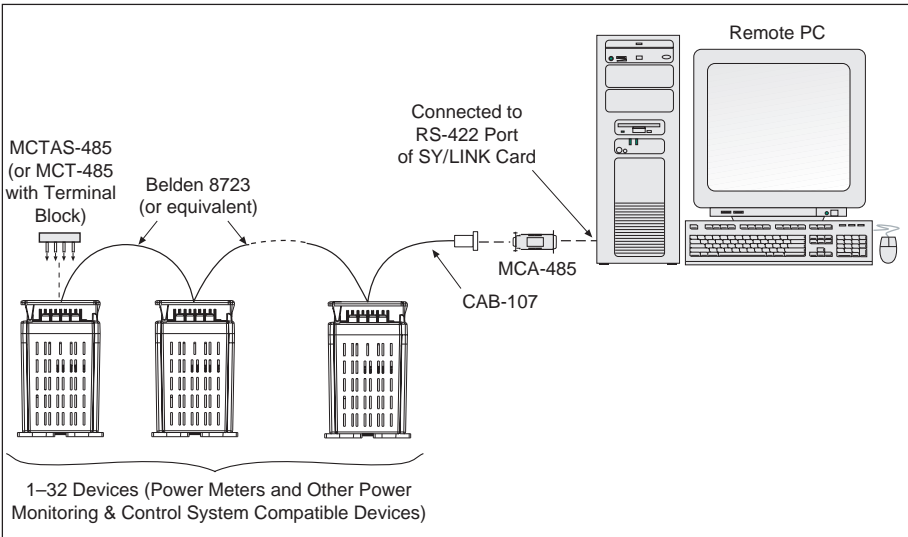 Remote PC
Connected to
RS-422 Port
of SY/LINK Card
MCTAS-485
(or MCT-485
with Terminal
Block)
Belden 8723
(or equivalent)
MCA-485
CAB-107
1–32 Devices (Power Meters and Other Power
Monitoring & Control System Compatible Devices)